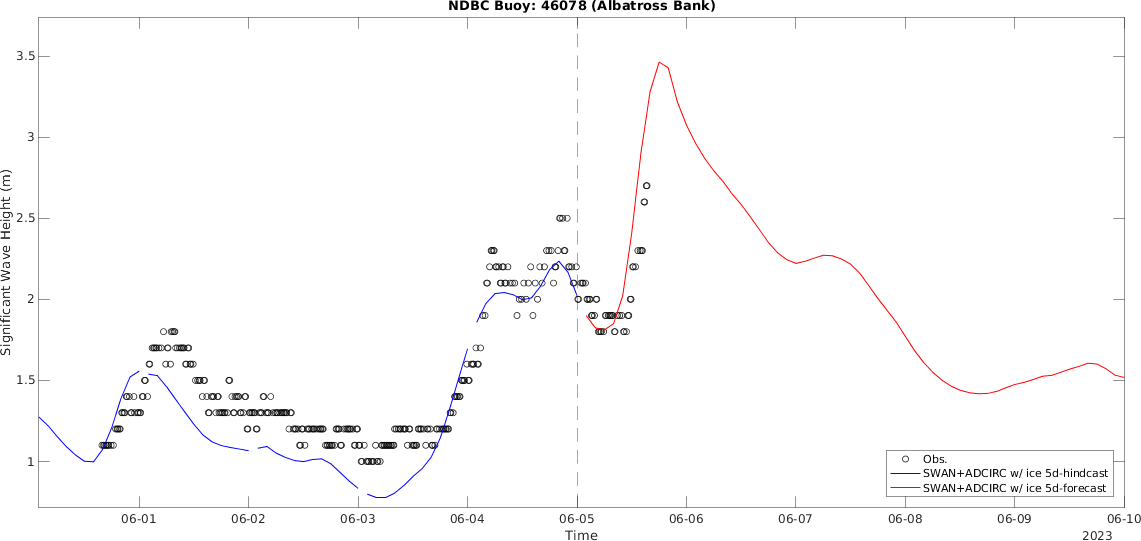 NDBC Buoy: 46078 (Albatross Bank)
3.5
3
2.5
2
1.5
1
Significant Wave Height (m)
Obs.
SWAN+ADCIRC w/ ice 5d-hindcast
SWAN+ADCIRC w/ ice 5d-forecast
06-01 06-02 06-03 06-04 06-05 06-06 06-07 06-08 06-09 06-10
Time
2023